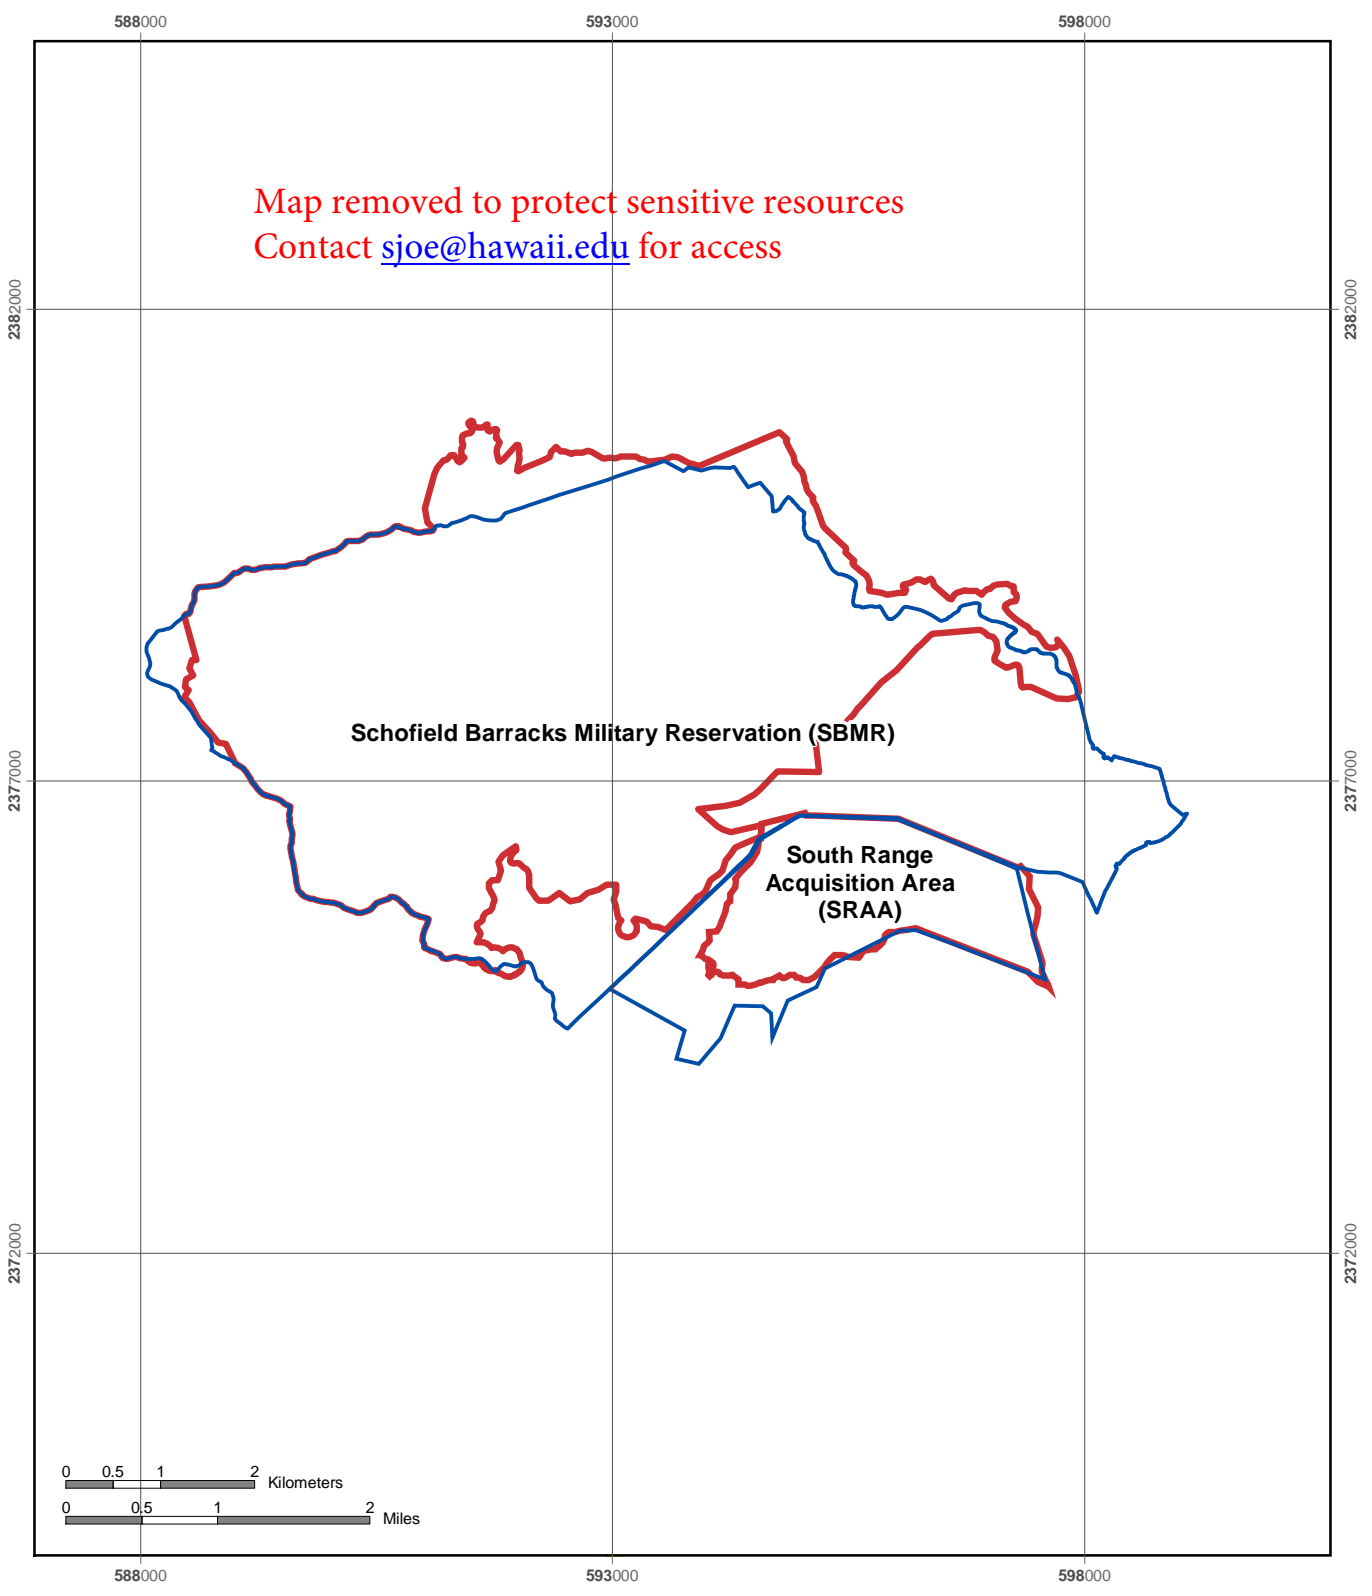 588000 593000 598000
Map removed to protect sensitive resources
Contact sjoe@hawaii.edu for access
2382000 2382000
Schofield Barracks Military Reservation (SBMR)
2377000 2377000
South Range
Acquisition Area
(SRAA)
2372000 2372000
0 0.5 1 2
Kilometers
0 0.5 1 2
Miles
588000 593000 598000